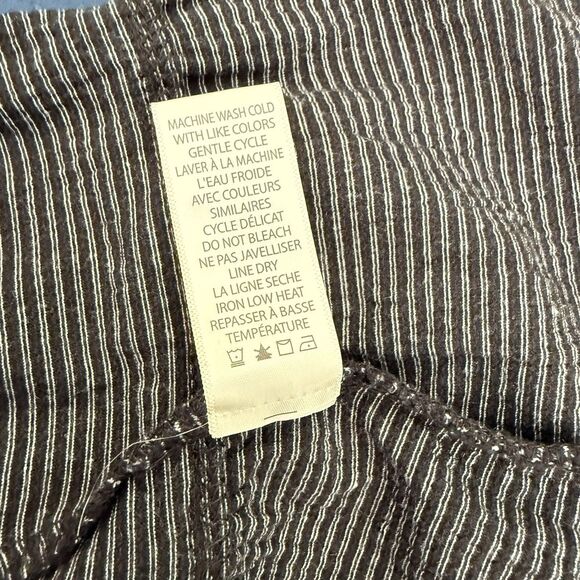 MACHINE WASH COLD
WITH LIKE COLORS
GENTLE CYCLE
LAVER À LA MACHINE
L'EAU FROIDE
AVEC COULEURS
SIMILAIRES
CYCLE DÉLICAT
DO NOT BLEACH
NE PAS JAVELLISER
LINE DRY
LA LIGNE SECHE
IRON LOW HEAT
REPASSER À BASSE
TEMPÉRATURE